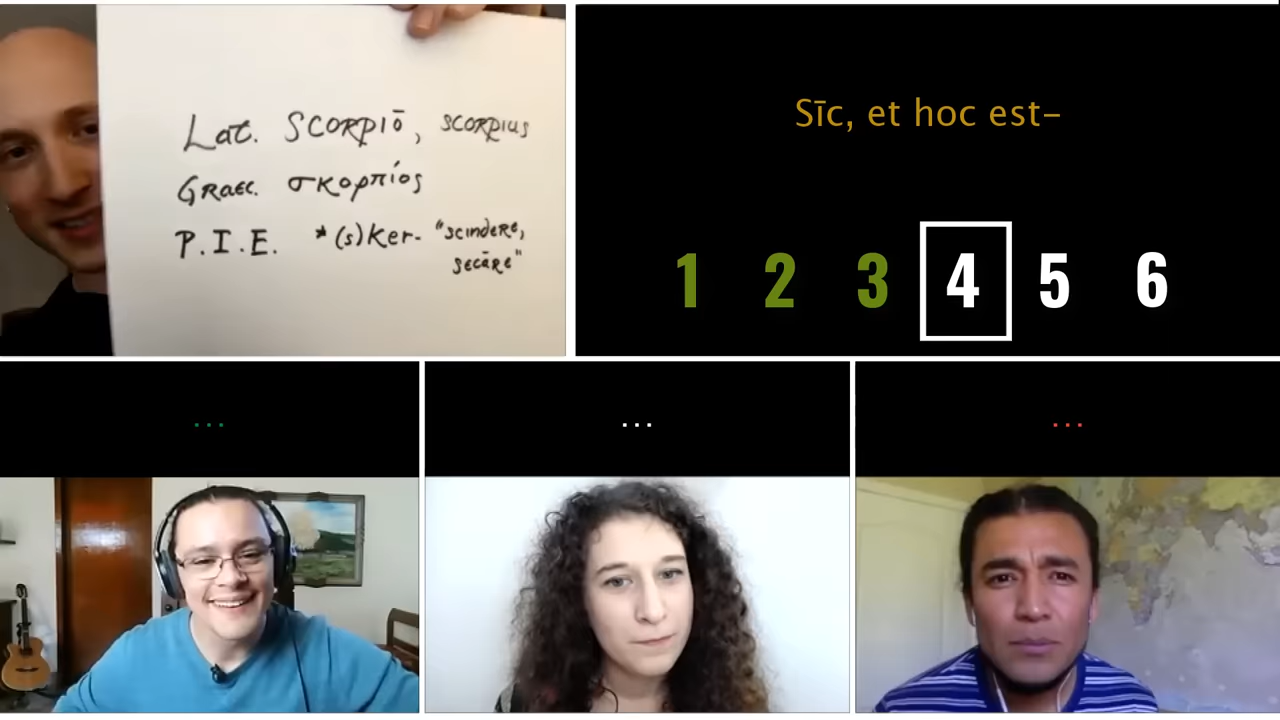 Lat. SCORPIŌ, SCORPIUS
Graec. σκορπίος
P.I.E. *(s)ker- "scindere,
secāre"
Sīc, et hoc est–
1 2 3 4 5 6
... ... ...